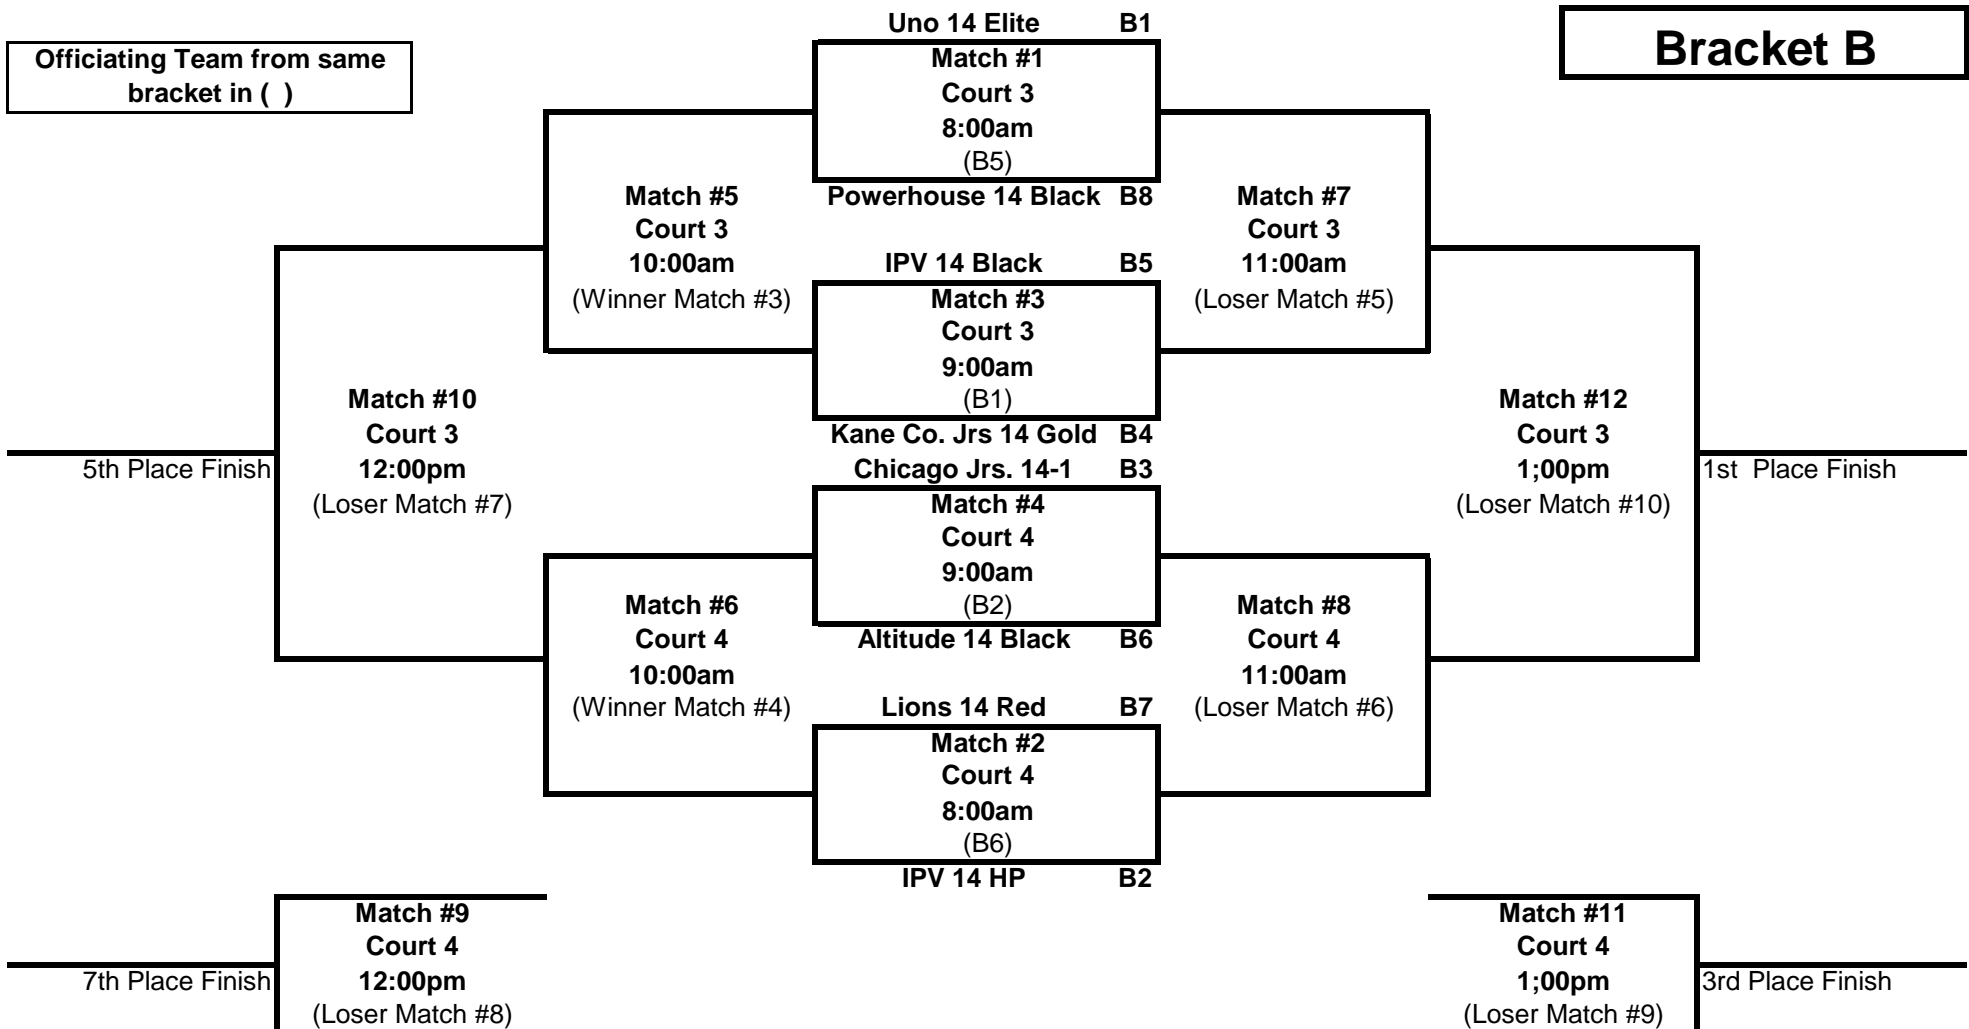 Uno 14 Elite B1
Bracket B
Officiating Team from same
bracket in ( )
Match #1
Court 3
8:00am
(B5)
Powerhouse 14 Black B8
Match #5
Court 3
10:00am
(Winner Match #3)
Match #7
Court 3
11:00am
(Loser Match #5)
IPV 14 Black B5
Match #3
Court 3
9:00am
(B1)
Kane Co. Jrs 14 Gold B4
Match #10
Court 3
12:00pm
(Loser Match #7)
5th Place Finish
Match #12
Court 3
1;00pm
(Loser Match #10)
1st  Place Finish
Chicago Jrs. 14-1 B3
Match #4
Court 4
9:00am
(B2)
Altitude 14 Black B6
Match #6
Court 4
10:00am
(Winner Match #4)
Match #8
Court 4
11:00am
(Loser Match #6)
Lions 14 Red B7
Match #2
Court 4
8:00am
(B6)
IPV 14 HP B2
Match #9
Court 4
12:00pm
(Loser Match #8)
7th Place Finish
Match #11
Court 4
1;00pm
(Loser Match #9)
3rd Place Finish